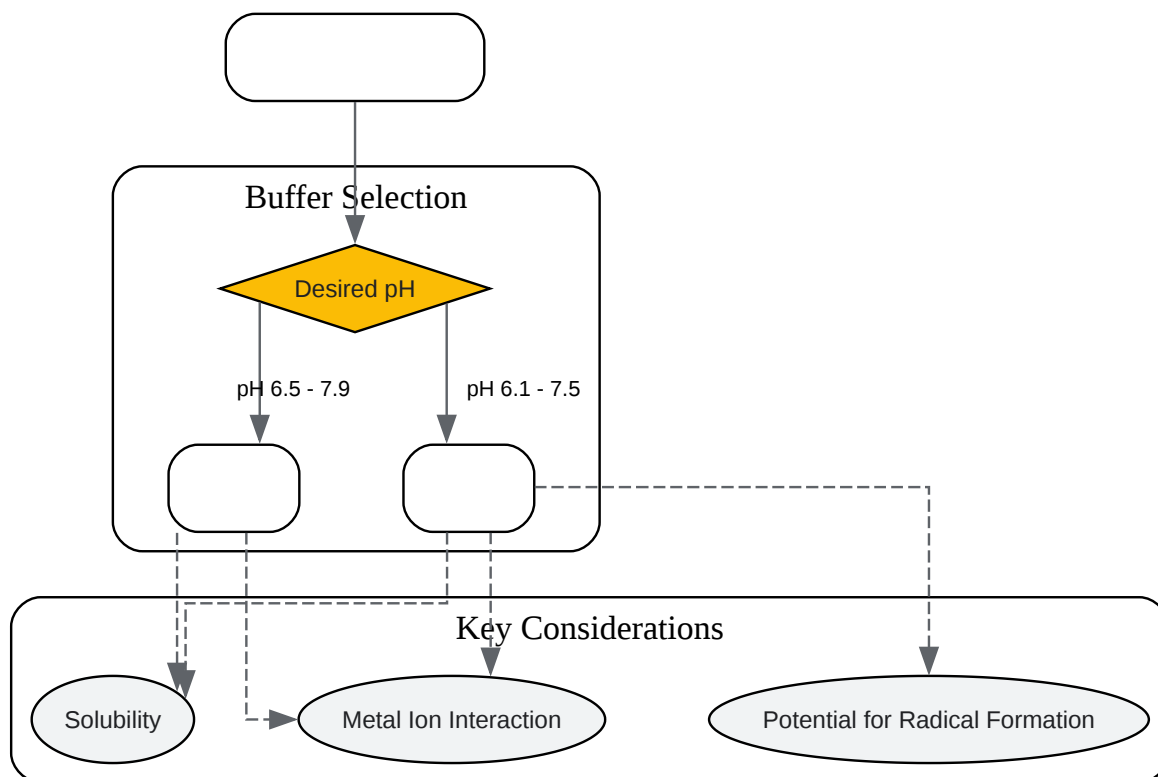 Buffer Selection
Desired pH
pH 6.5 - 7.9
pH 6.1 - 7.5
Key Considerations
Solubility
Metal Ion Interaction
Potential for Radical Formation